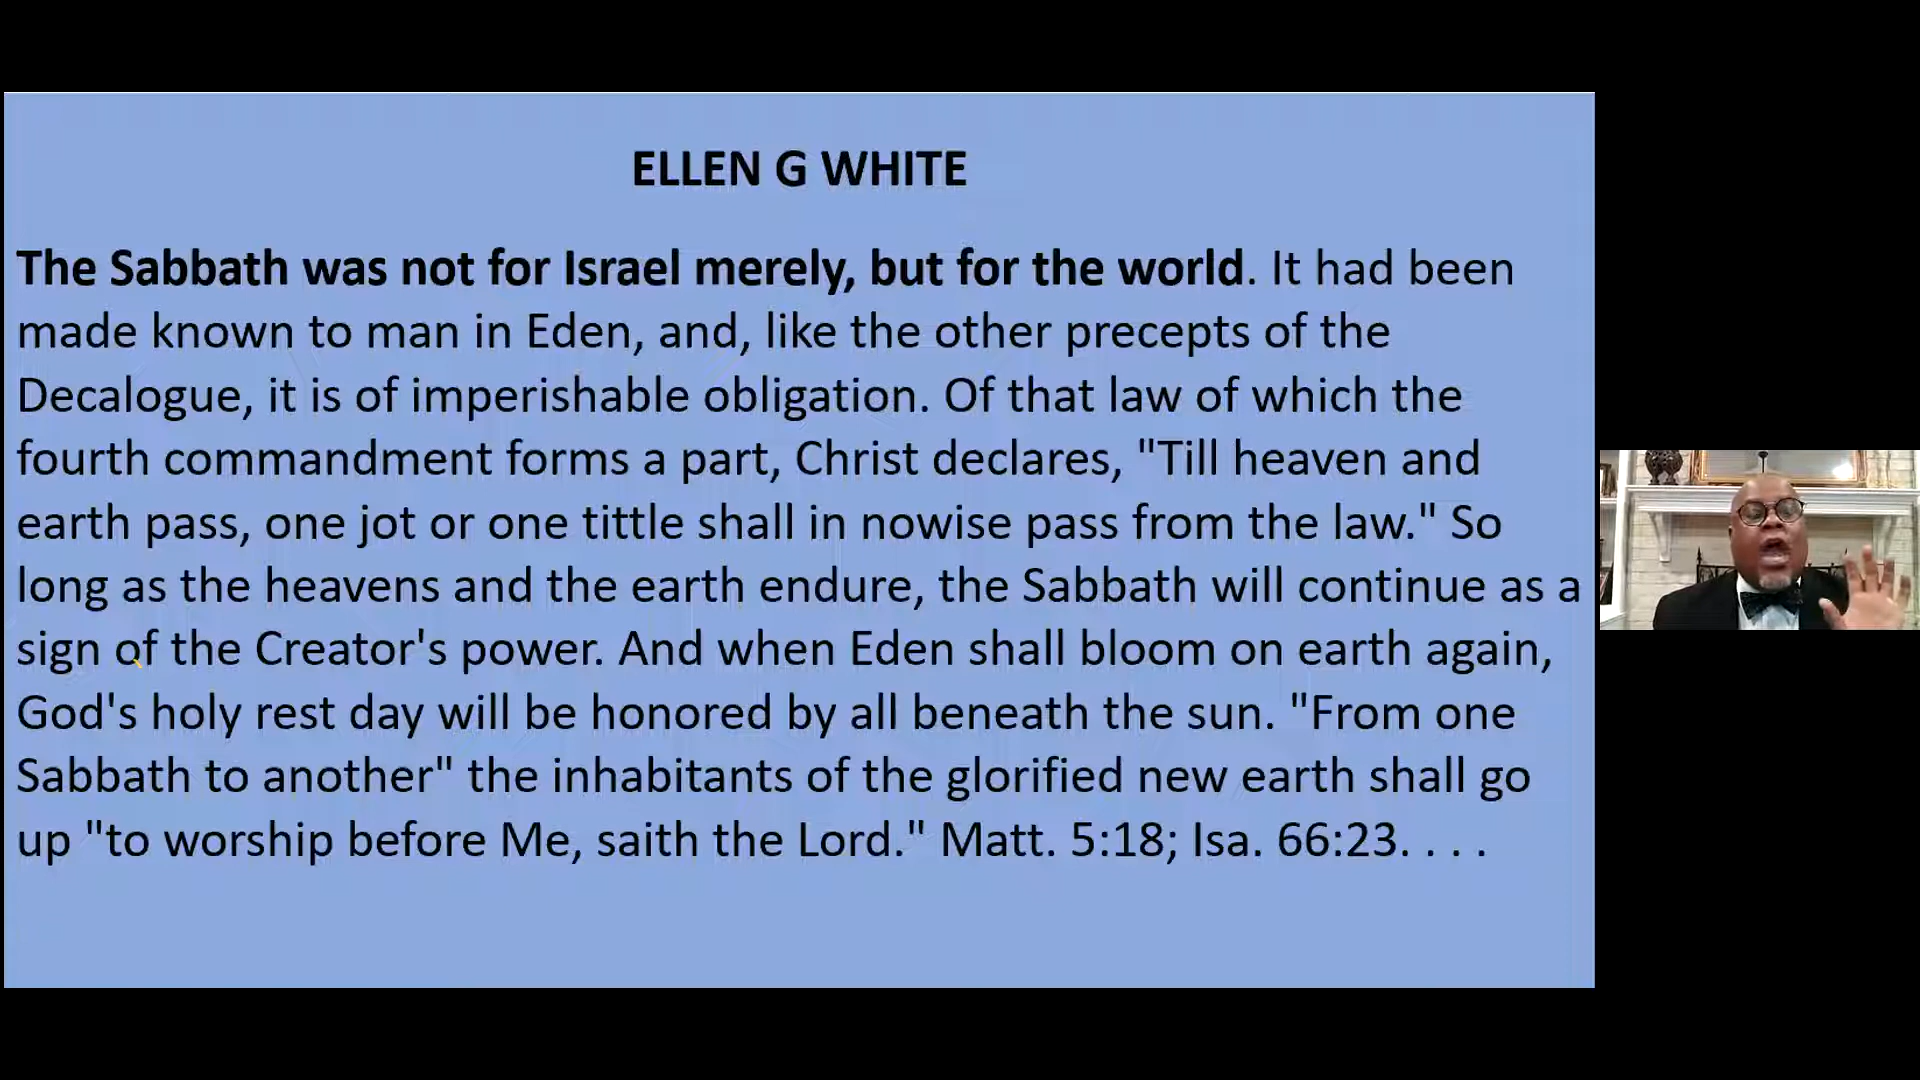 ELLEN G WHITE
The Sabbath was not for Israel merely, but for the world. It had been
made known to man in Eden, and, like the other precepts of the
Decalogue, it is of imperishable obligation. Of that law of which the
fourth commandment forms a part, Christ declares, "Till heaven and
earth pass, one jot or one tittle shall in nowise pass from the law." So
long as the heavens and the earth endure, the Sabbath will continue as a
sign of the Creator's power. And when Eden shall bloom on earth again,
God's holy rest day will be honored by all beneath the sun. "From one
Sabbath to another" the inhabitants of the glorified new earth shall go
up "to worship before Me, saith the Lord." Matt. 5:18; Isa. 66:23. . . .